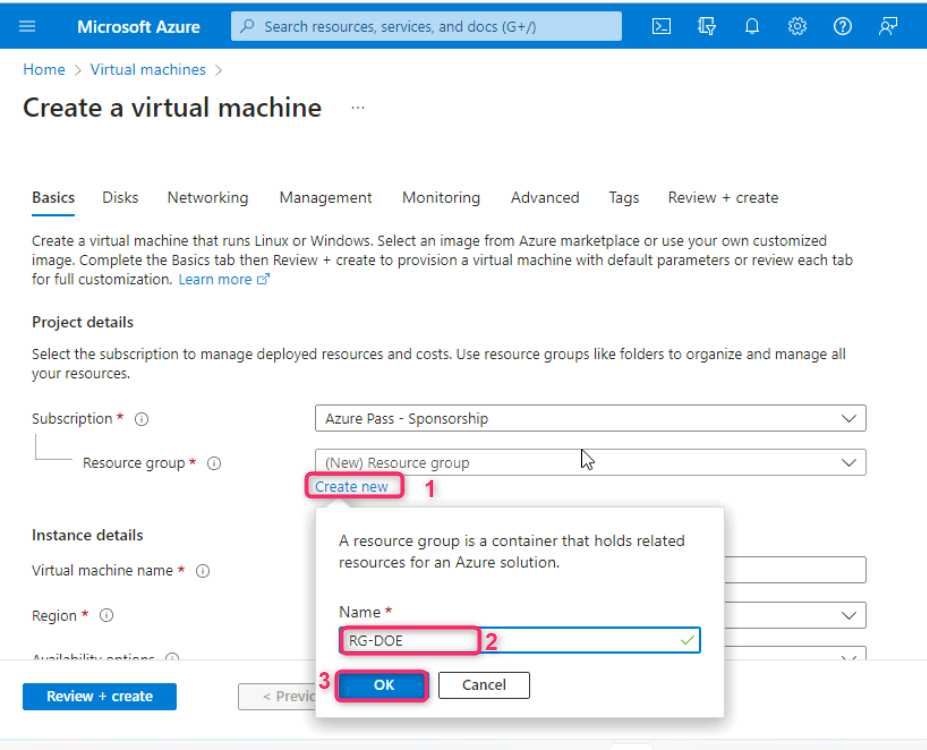 Microsoft Azure
Search resources, services, and docs (G+/)
Home > Virtual machines >
Create a virtual machine ...
Basics Disks Networking Management Monitoring Advanced Tags Review + create
Create a virtual machine that runs Linux or Windows. Select an image from Azure marketplace or use your own customized
image. Complete the Basics tab then Review + create to provision a virtual machine with default parameters or review each tab
for full customization. Learn more
Project details
Select the subscription to manage deployed resources and costs. Use resource groups like folders to organize and manage all
your resources.
Subscription *
Azure Pass - Sponsorship
Resource group *
(New) Resource group
Create new 1
A resource group is a container that holds related
resources for an Azure solution.
Name *
RG-DOE 2
3 OK Cancel
Instance details
Virtual machine name *
Region *
Availability options
Review + create
< Previ